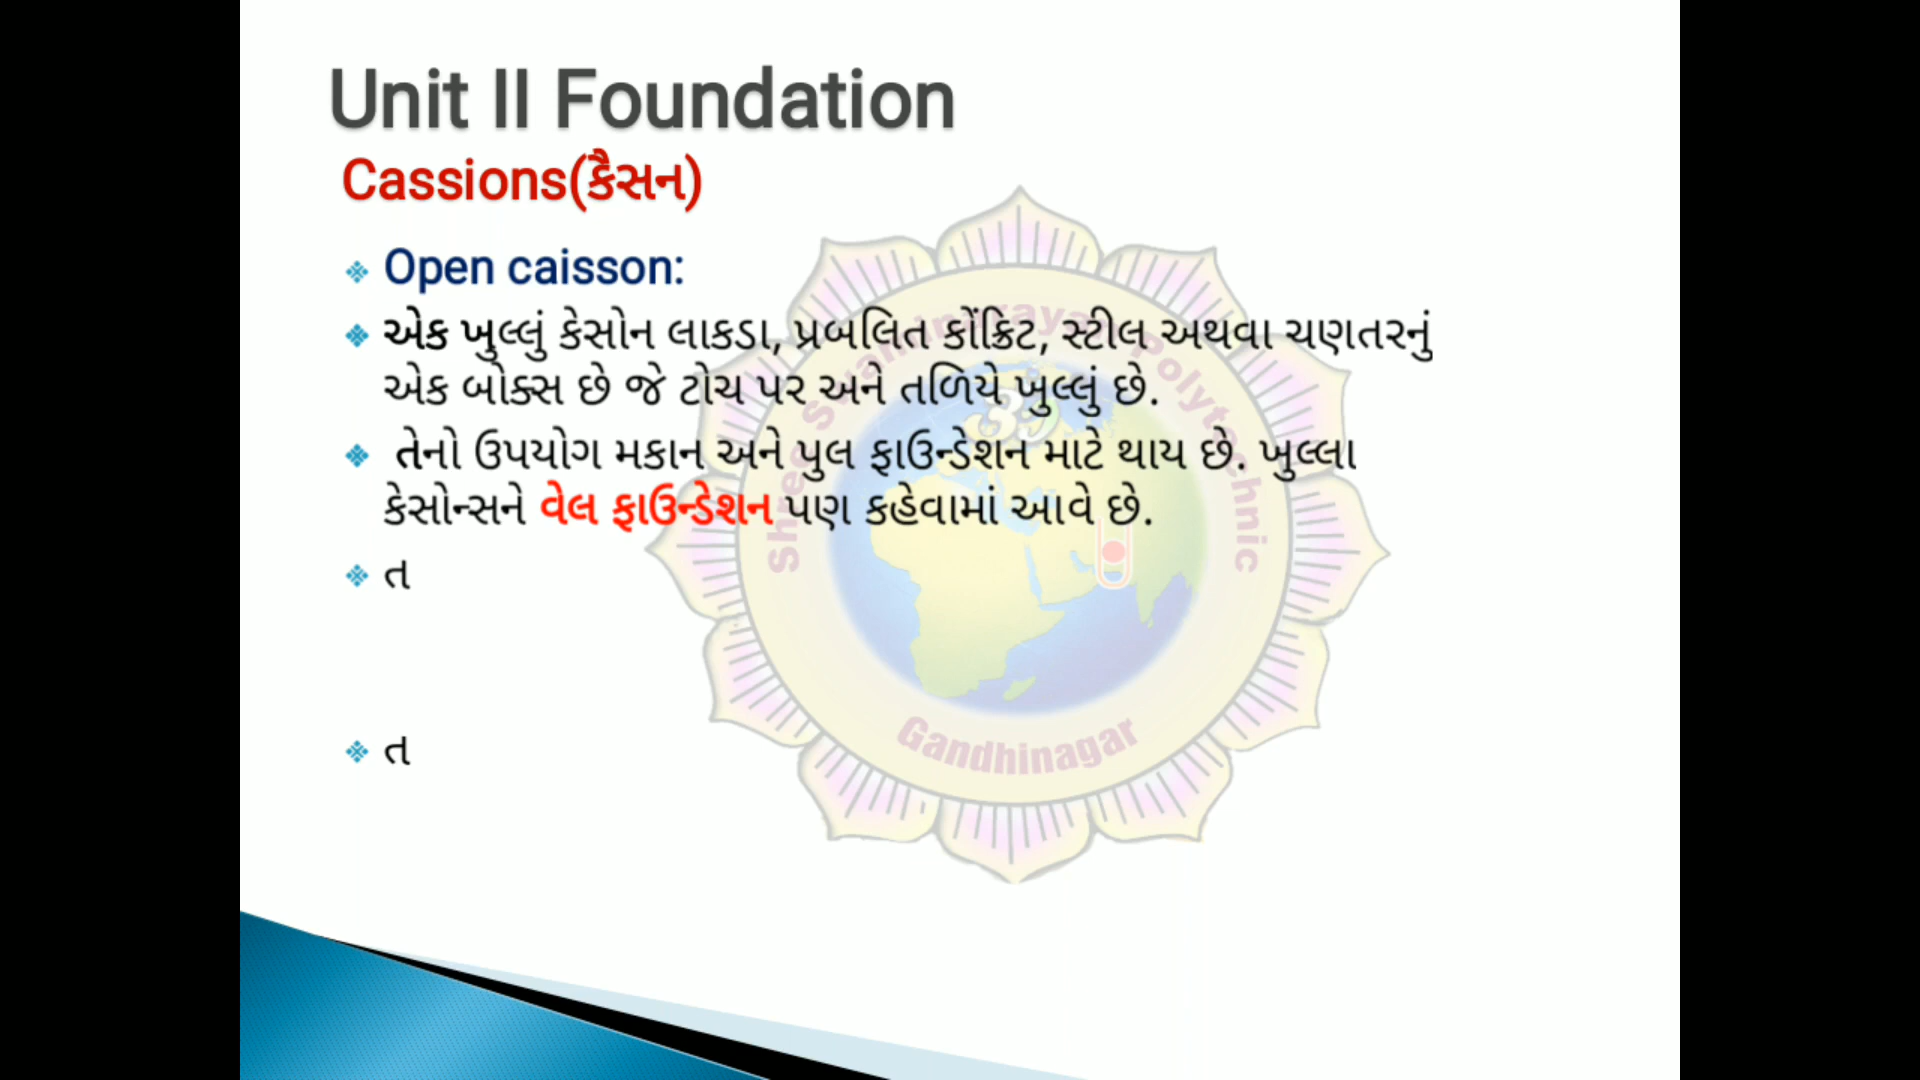 Unit II Foundation
Cassions(કૈસન)
Open caisson:
એક ખુલ્લું કેસોન લાકડા, પ્રબલિત કોંક્રિટ, સ્ટીલ અથવા ચણતરનું
એક બોક્સ છે જે ટોચ પર અને તળિયે ખુલ્લું છે.
તેનો ઉપયોગ મકાન અને પુલ ફાઉન્ડેશન માટે થાય છે. ખુલ્લા
કેસોન્સને વેલ ફાઉન્ડેશન પણ કહેવામાં આવે છે.
ત
ત
Shree Swaminarayan Polytechnic
Gandhinagar